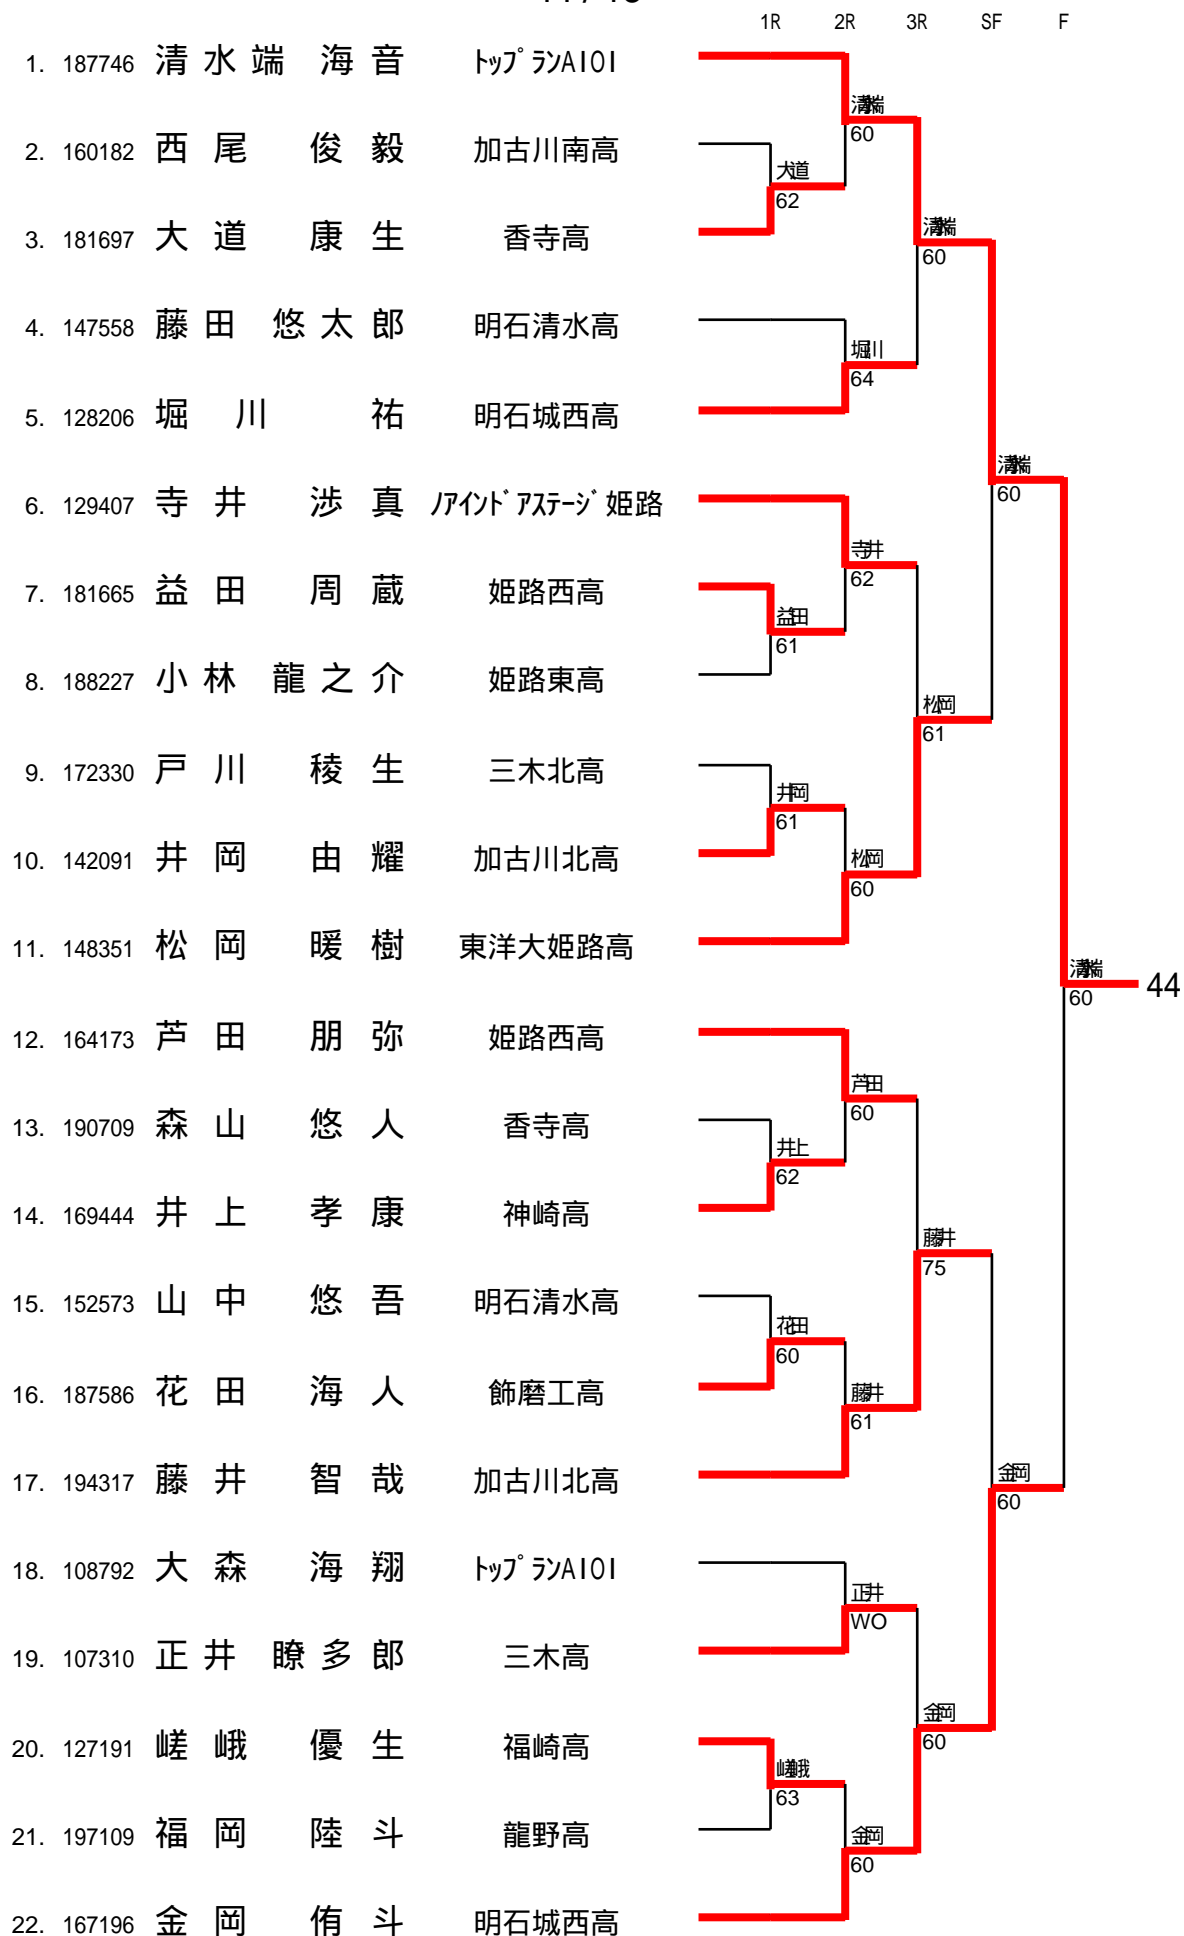 1R 2R 3R SF F
1. 187746 清水端 海音 トップランAIOI
清水端
60
2. 160182 西尾 俊毅 加古川南高
大道
62
3. 181697 大道 康生 香寺高
清水端
60
4. 147558 藤田 悠太郎 明石清水高
堀川
64
5. 128206 堀川 祐 明石城西高
清水端
60
6. 129407 寺井 渉真 ノアインドアステージ姫路
寺井
62
7. 181665 益田 周蔵 姫路西高
益田
61
8. 188227 小林 龍之介 姫路東高
松岡
61
9. 172330 戸川 稜生 三木北高
井岡
61
10. 142091 井岡 由耀 加古川北高
松岡
60
11. 148351 松岡 暖樹 東洋大姫路高
清水端
60
44
12. 164173 芦田 朋弥 姫路西高
芦田
60
13. 190709 森山 悠人 香寺高
井上
62
14. 169444 井上 孝康 神崎高
藤井
75
15. 152573 山中 悠吾 明石清水高
花田
60
16. 187586 花田 海人 飾磨工高
藤井
61
17. 194317 藤井 智哉 加古川北高
金岡
60
18. 108792 大森 海翔 トップランAIOI
正井
WO
19. 107310 正井 瞭多郎 三木高
金岡
60
20. 127191 嵯峨 優生 福崎高
嵯峨
63
21. 197109 福岡 陸斗 龍野高
金岡
60
22. 167196 金岡 侑斗 明石城西高